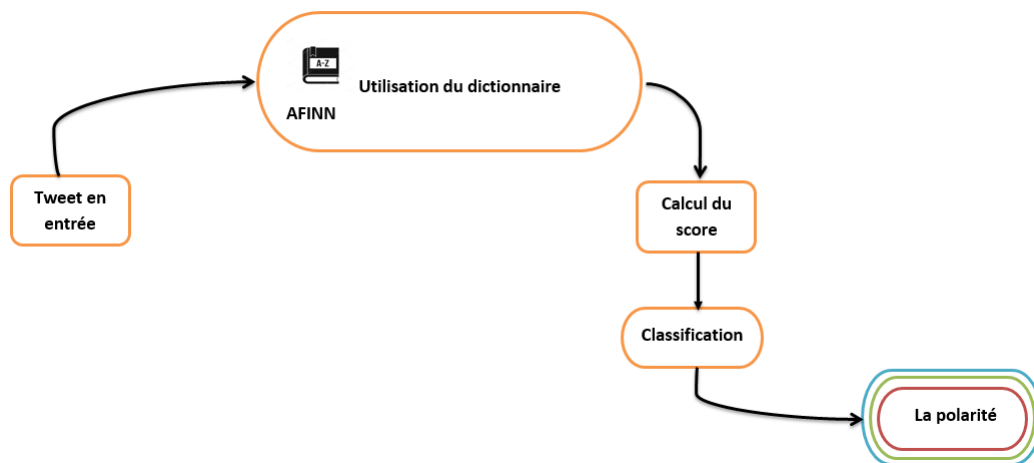 A-Z
Utilisation du dictionnaire
AFINN
Tweet en
entrée
Calcul du
score
Classification
La polarité